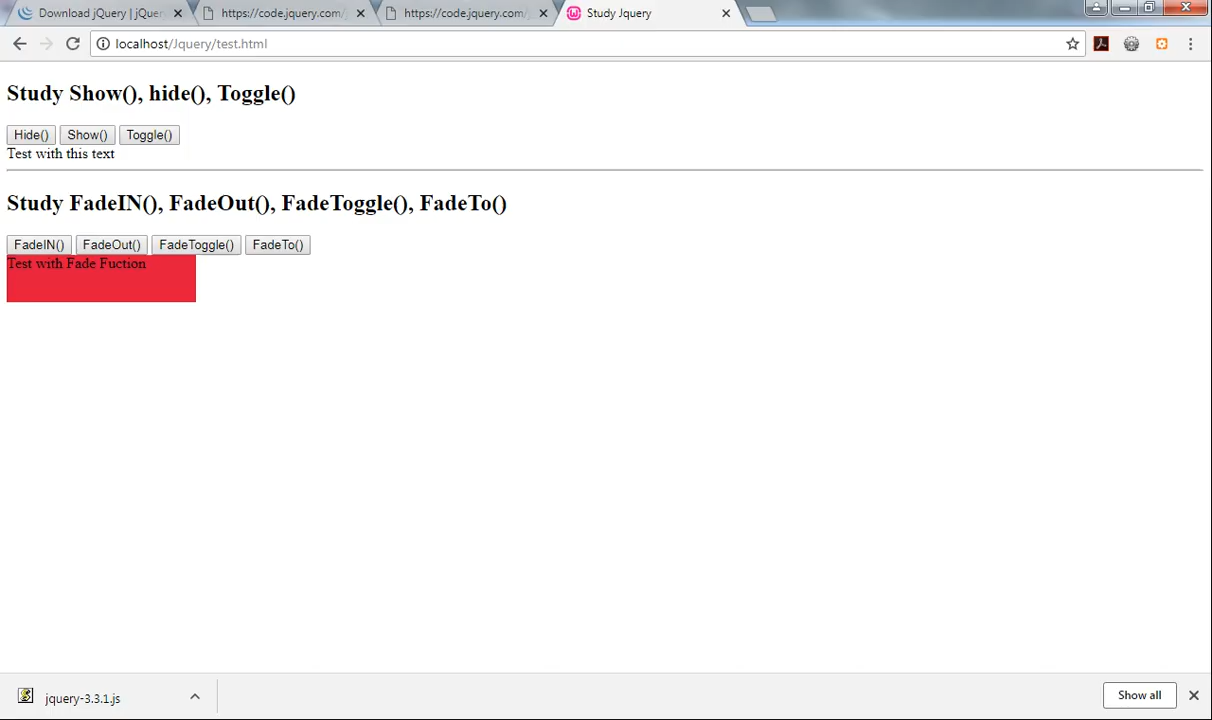 Download jQuery | jQuer
https://code.jquery.com/
https://code.jquery.com/
Study Jquery
localhost/Jquery/test.html
Study Show(), hide(), Toggle()
Hide() Show() Toggle()
Test with this text
Study FadeIN(), FadeOut(), FadeToggle(), FadeTo()
FadeIN() FadeOut() FadeToggle() FadeTo()
Test with Fade Fuction
jquery-3.3.1.js
Show all